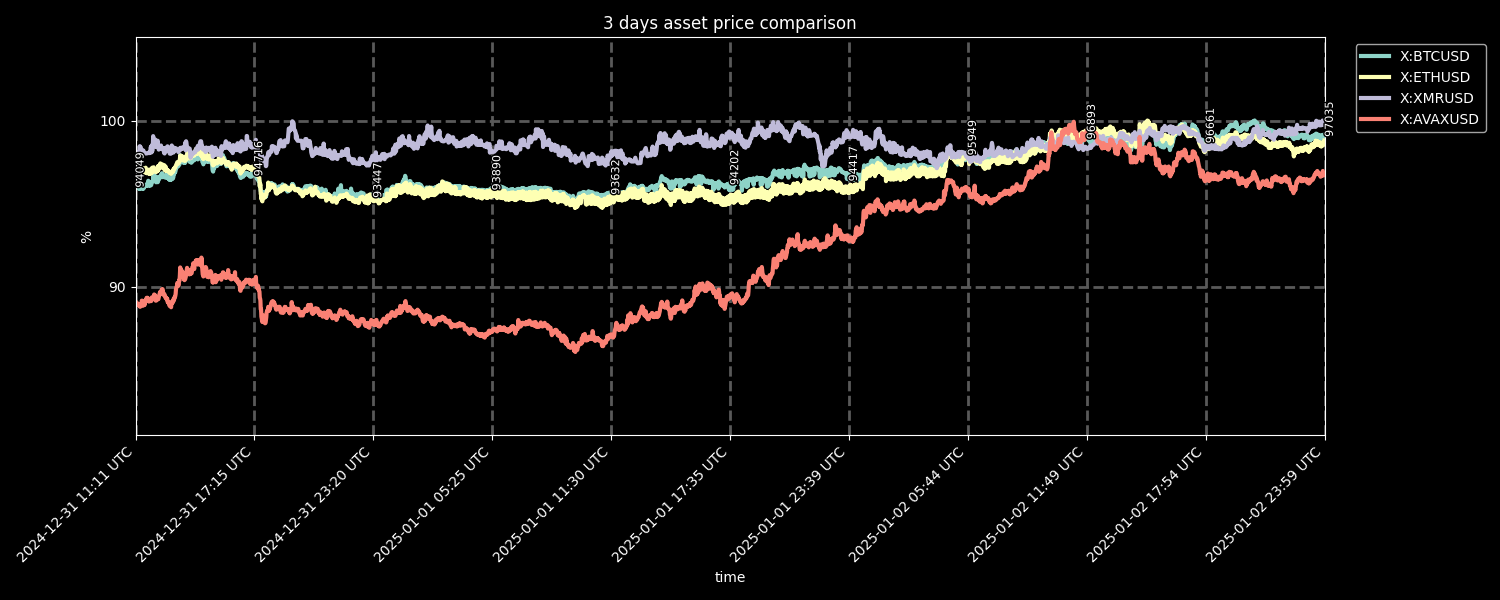 3 days asset price comparison
X:BTCUSD
X:ETHUSD
X:XMRUSD
X:AVAXUSD
100
90
%
94049
94716
93447
93890
93632
94202
94417
95949
96893
96661
97035
2024-12-31 11:11 UTC
2024-12-31 17:15 UTC
2024-12-31 23:20 UTC
2025-01-01 05:25 UTC
2025-01-01 11:30 UTC
2025-01-01 17:35 UTC
2025-01-01 23:39 UTC
2025-01-02 05:44 UTC
2025-01-02 11:49 UTC
2025-01-02 17:54 UTC
2025-01-02 23:59 UTC
time